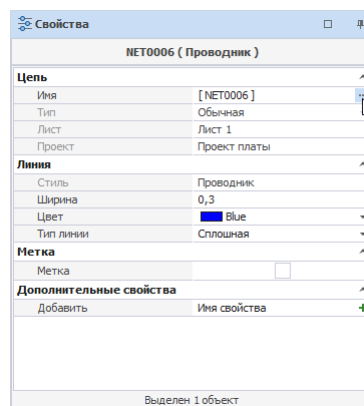 Свойства
NET0006 ( Проводник )
Цепь
Имя [ NET0006 ]
Тип Обычная
Лист Лист 1
Проект Проект платы
Линия
Стиль Проводник
Ширина 0,3
Цвет Blue
Тип линии Сплошная
Метка
Метка
Дополнительные свойства
Добавить Имя свойства
Выделен 1 объект